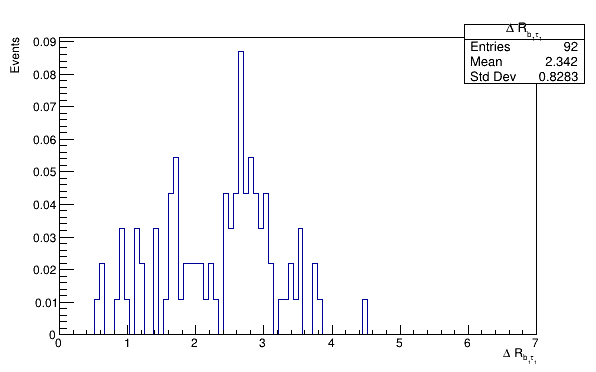 Δ R_{b_1τ_1}
Entries 92
Mean 2.342
Std Dev 0.8283
Events
0.09
0.08
0.07
0.06
0.05
0.04
0.03
0.02
0.01
0
0 1 2 3 4 5 6 7
Δ R_{b_1τ_1}